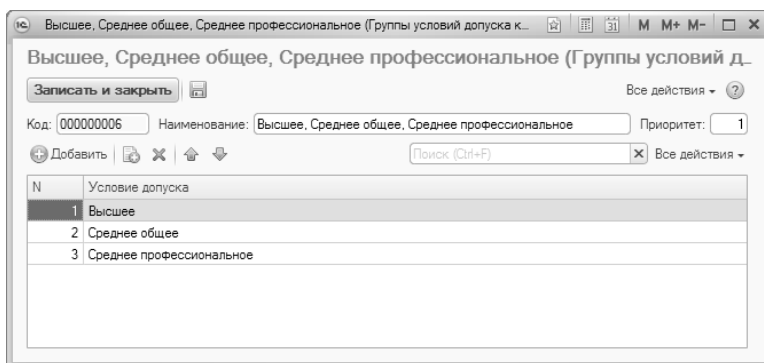 1С Высшее, Среднее общее, Среднее профессиональное (Группы условий допуска к... 31 M M+ M-
Высшее, Среднее общее, Среднее профессиональное (Группы условий д...
Записать и закрыть Все действия ?
Код: 000000006 Наименование: Высшее, Среднее общее, Среднее профессиональное Приоритет: 1
Добавить Поиск (Ctrl+F) Все действия
N Условие допуска
1 Высшее
2 Среднее общее
3 Среднее профессиональное